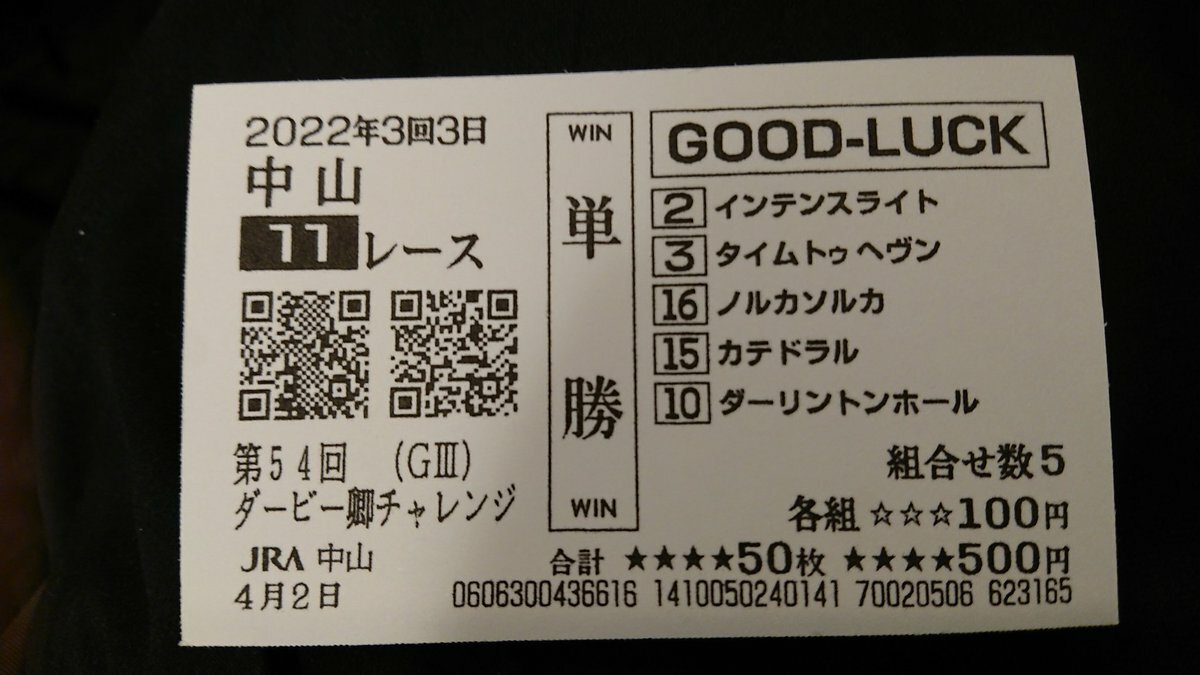 2022年3回3日
中山
11レース
第54回 (GⅢ)
ダービー卿チャレンジ
JRA 中山
4月2日
WIN
単勝
WIN
GOOD-LUCK
2 インテンスライト
3 タイムトゥヘヴン
16 ノルカソルカ
15 カテドラル
10 ダーリントンホール
組合せ数5
各組 ☆☆☆100円
合計 ★★★★50枚 ★★★★500円
0606300436616 1410050240141 70020506 623165